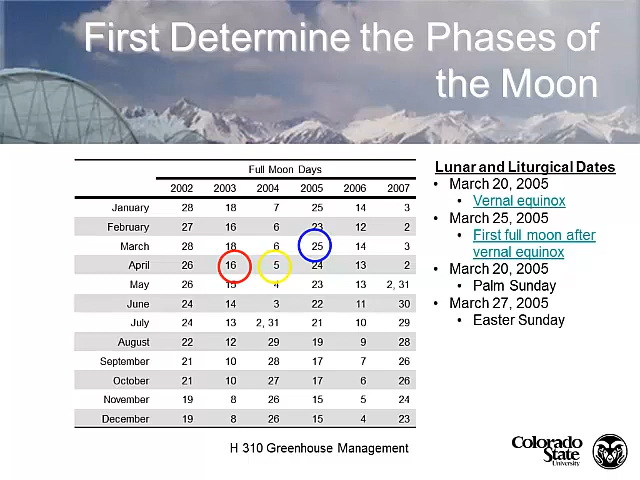 First Determine the Phases of
the Moon
Full Moon Days
2002 2003 2004 2005 2006 2007
January 28 18 7 25 14 3
February 27 16 6 23 12 2
March 28 18 6 25 14 3
April 26 16 5 24 13 2
May 26 15 4 23 13 2, 31
June 24 14 3 22 11 30
July 24 13 2, 31 21 10 29
August 22 12 29 19 9 28
September 21 10 28 17 7 26
October 21 10 27 17 6 26
November 19 8 26 15 5 24
December 19 8 26 15 4 23
H 310 Greenhouse Management
Lunar and Liturgical Dates
• March 20, 2005
• Vernal equinox
• March 25, 2005
• First full moon after
vernal equinox
• March 20, 2005
• Palm Sunday
• March 27, 2005
• Easter Sunday
Colorado
State
University